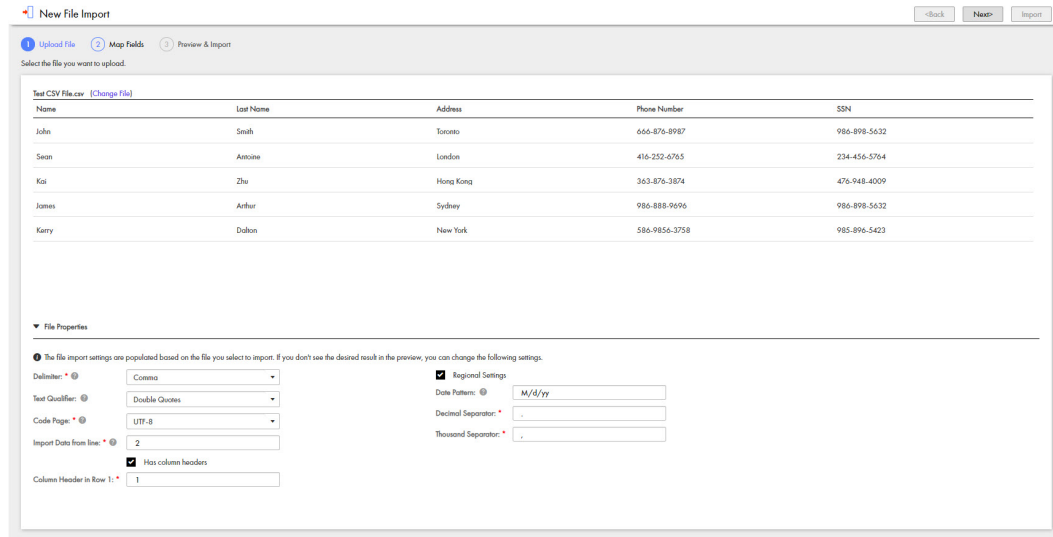 New File Import <Back Next> Import
1 Upload File 2 Map Fields 3 Preview & Import
Select the file you want to upload.
Test CSV File.csv (Change File)
Name Last Name Address Phone Number SSN
John Smith Toronto 666-876-8987 986-898-5632
Sean Antoine London 416-252-6765 234-456-5764
Kai Zhu Hong Kong 363-876-3874 476-948-4009
James Arthur Sydney 986-888-9696 986-898-5632
Kerry Dalton New York 586-9856-3758 985-896-5423
File Properties
The file import settings are populated based on the file you select to import. If you don't see the desired result in the preview, you can change the following settings.
Delimiter: * Comma Regional Settings
Text Qualifier: Double Quotes Date Pattern: M/d/yy
Code Page: * UTF-8 Decimal Separator: * .
Import Data from line: * 2 Thousand Separator: * ,
Has column headers
Column Header in Row 1: * 1